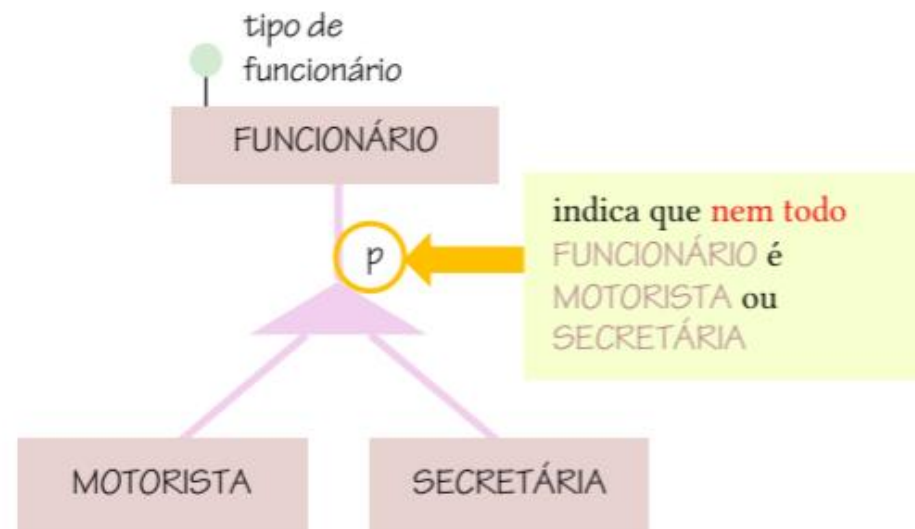 tipo de
funcionário
FUNCIONÁRIO
p
indica que nem todo
FUNCIONÁRIO é
MOTORISTA ou
SECRETÁRIA
MOTORISTA
SECRETÁRIA